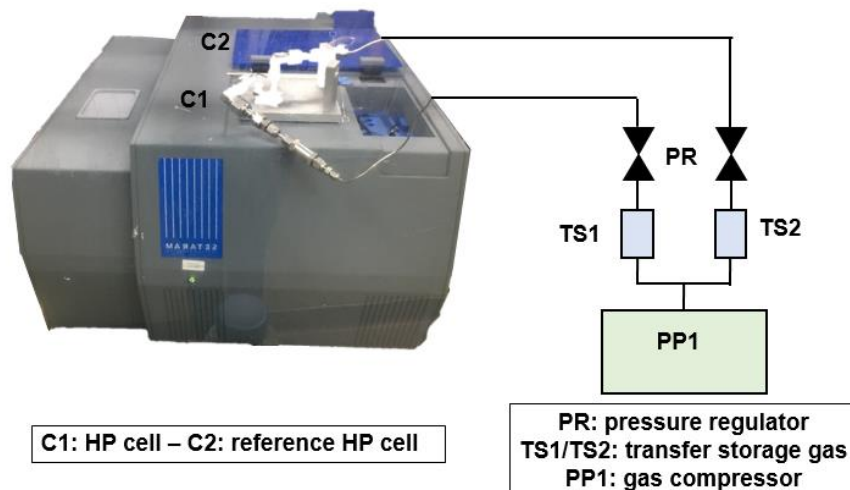 C2
C1
PR
TS1
TS2
MAGAT32
PP1
C1: HP cell – C2: reference HP cell
PR: pressure regulator
TS1/TS2: transfer storage gas
PP1: gas compressor